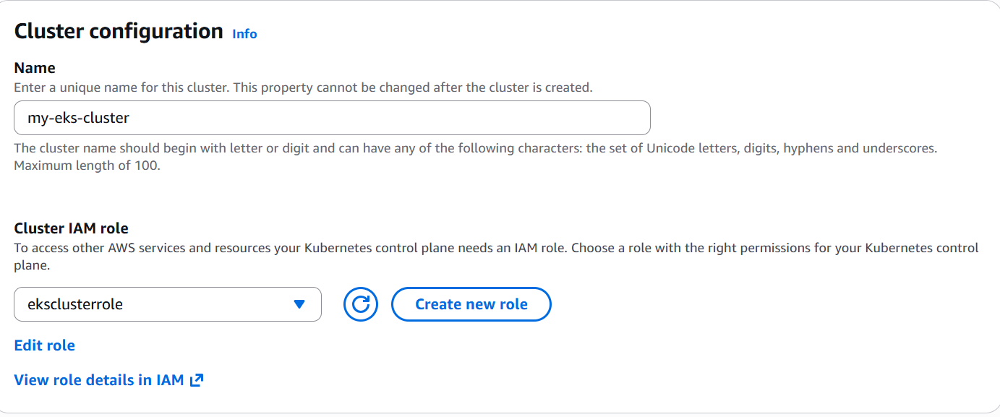 Cluster configuration Info
Name
Enter a unique name for this cluster. This property cannot be changed after the cluster is created.
my-eks-cluster
The cluster name should begin with letter or digit and can have any of the following characters: the set of Unicode letters, digits, hyphens and underscores.
Maximum length of 100.
Cluster IAM role
To access other AWS services and resources your Kubernetes control plane needs an IAM role. Choose a role with the right permissions for your Kubernetes control
plane.
eksclusterrole
Create new role
Edit role
View role details in IAM